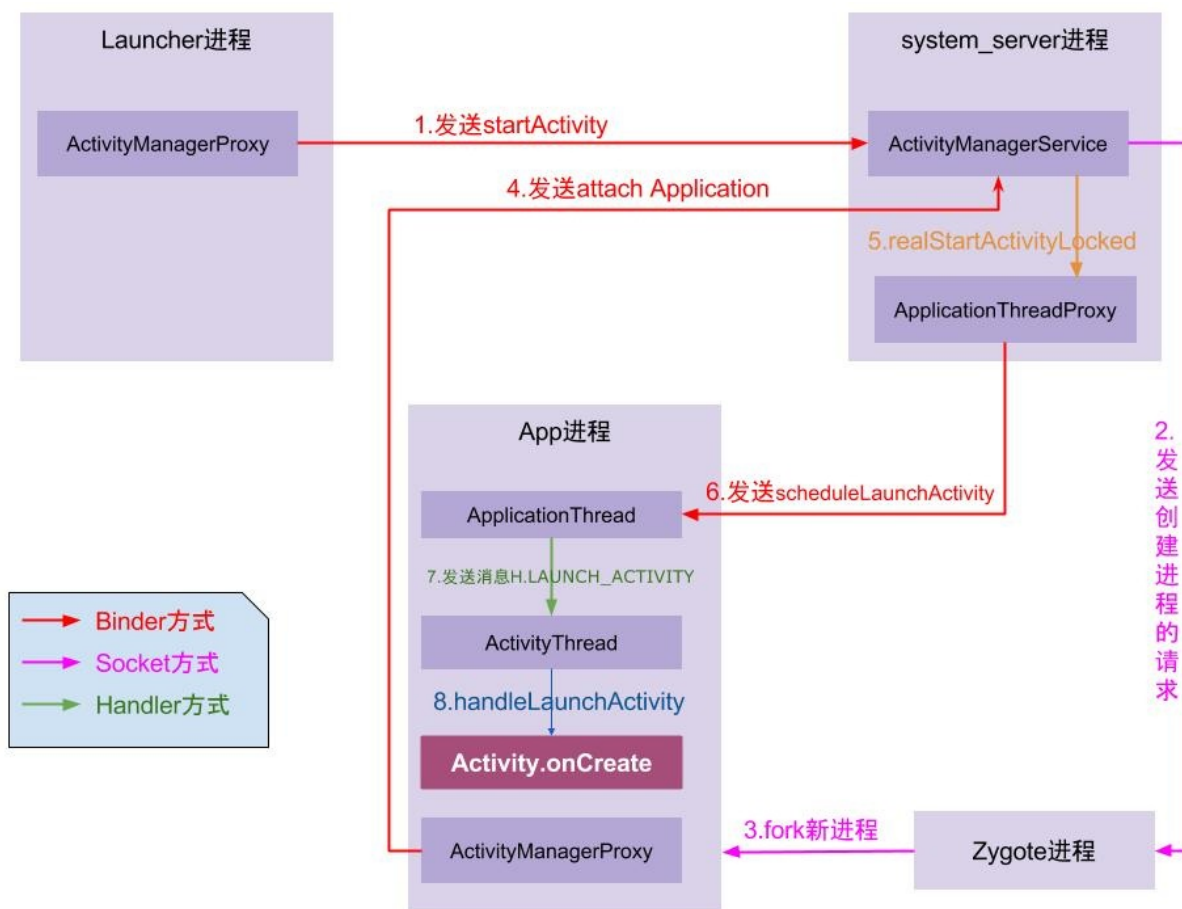 Launcher进程
system_server进程
ActivityManagerProxy
1.发送startActivity
ActivityManagerService
4.发送attach Application
5.realStartActivityLocked
ApplicationThreadProxy
App进程
2.
发
送
创
建
进
程
的
请
求
6.发送scheduleLaunchActivity
ApplicationThread
7.发送消息H.LAUNCH_ACTIVITY
Binder方式
Socket方式
Handler方式
ActivityThread
8.handleLaunchActivity
Activity.onCreate
3.fork新进程
ActivityManagerProxy
Zygote进程